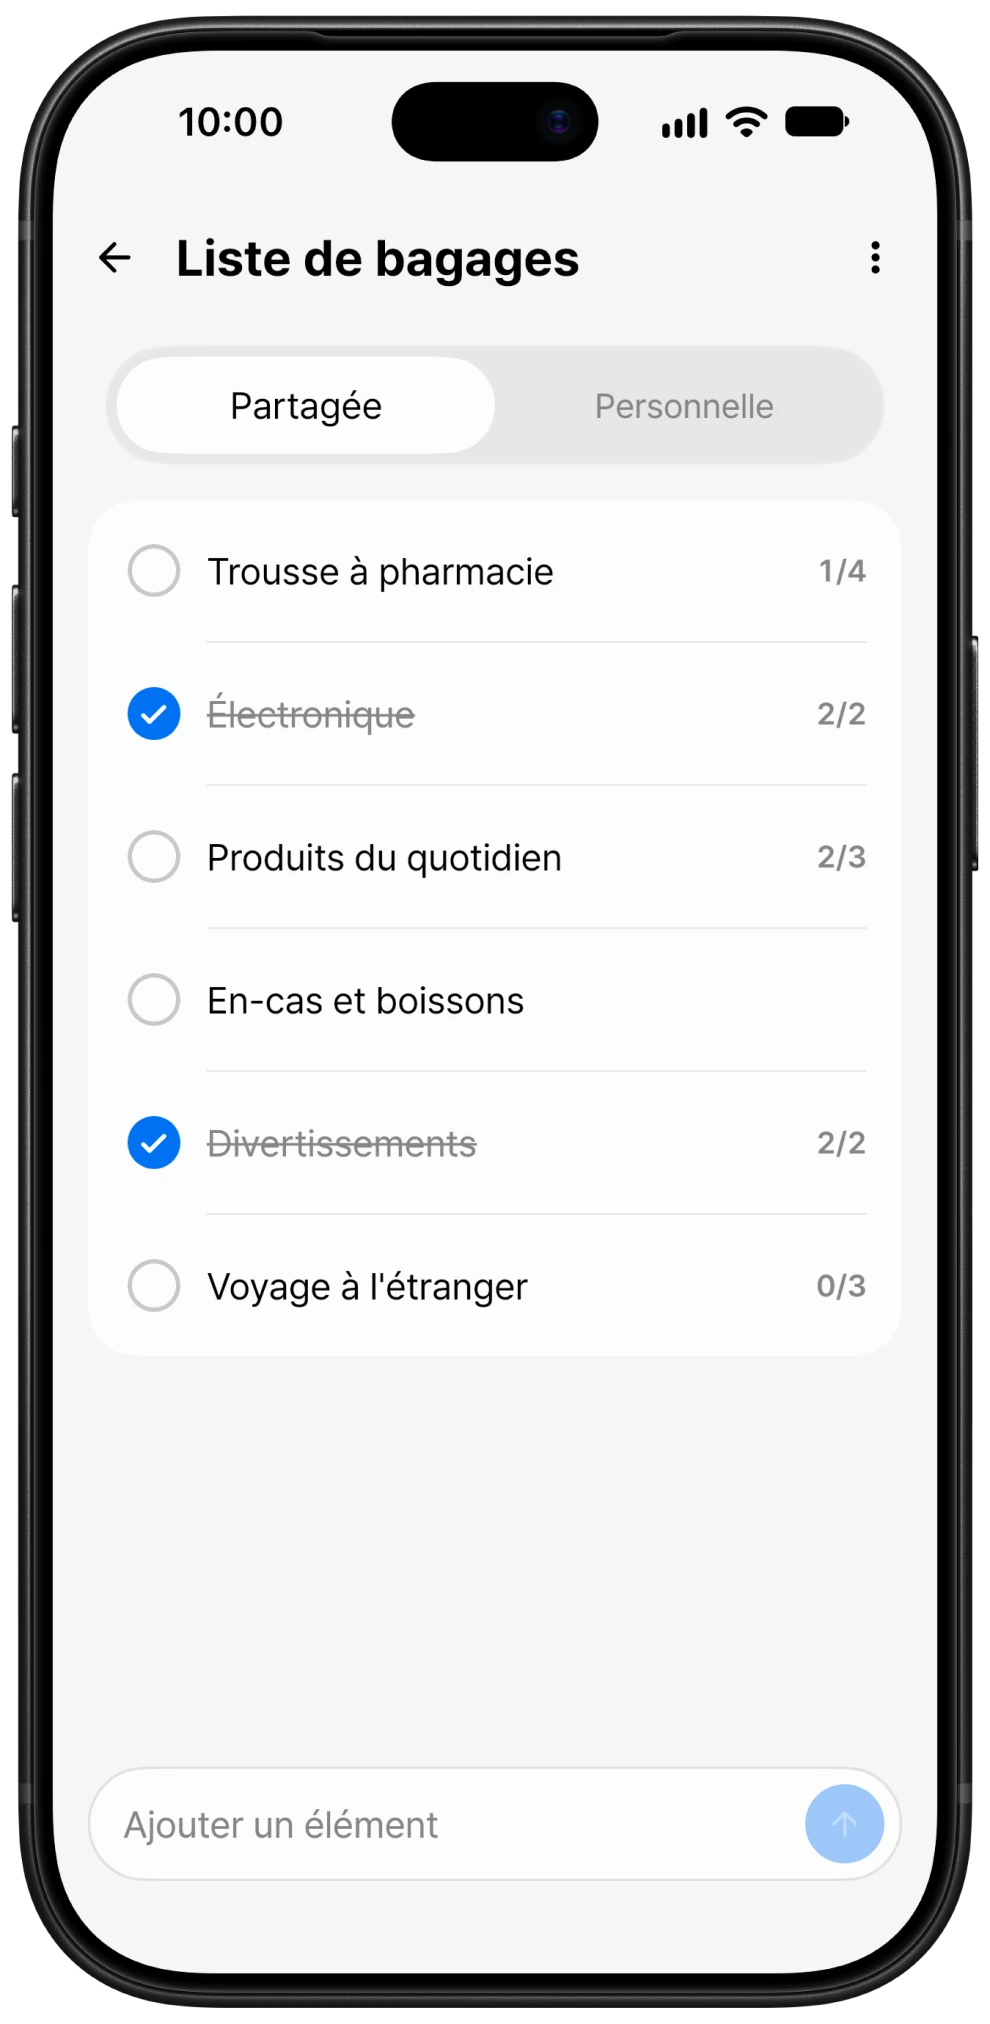 10:00
Liste de bagages
Partagée
Personnelle
Trousse à pharmacie 1/4
Électronique 2/2
Produits du quotidien 2/3
En-cas et boissons
Divertissements 2/2
Voyage à l'étranger 0/3
Ajouter un élément